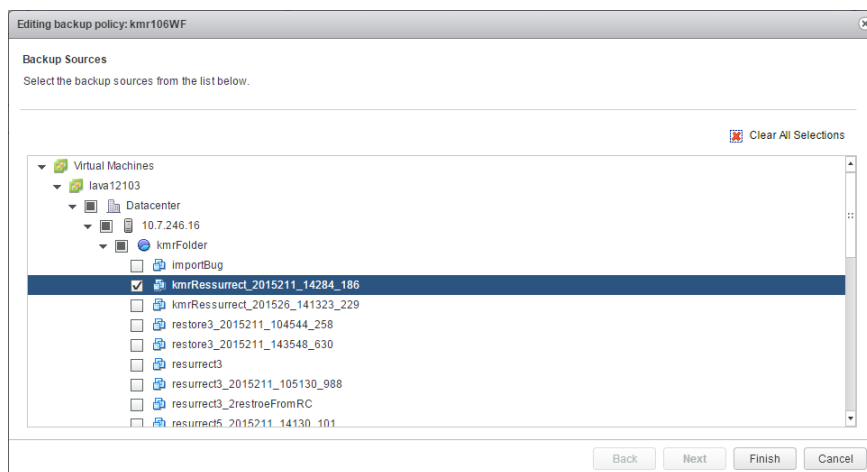 Editing backup policy: kmr106WF
Backup Sources
Select the backup sources from the list below.
Clear All Selections
Virtual Machines
lava12103
Datacenter
10.7.246.16
kmrFolder
importBug
kmrRessurrect_2015211_14284_186
kmrRessurrect_201526_141323_229
restore3_2015211_104544_258
restore3_2015211_143548_630
resurrect3
resurrect3_2015211_105130_988
resurrect3_2restroeFromRC
resurrect5_2015211_14130_101
Back Next Finish Cancel